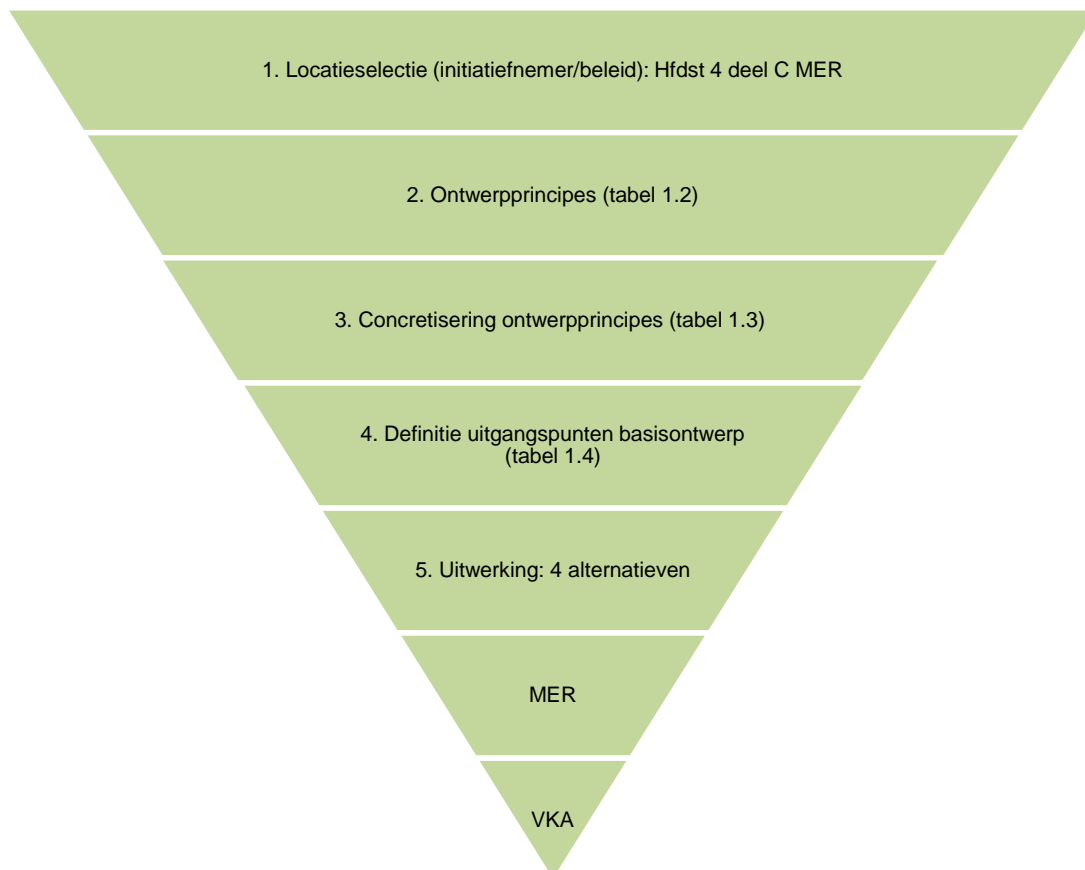 1. Locatieselectie (initiatiefnemer/beleid): Hfdst 4 deel C MER
2. Ontwerpprincipes (tabel 1.2)
3. Concretisering ontwerpprincipes (tabel 1.3)
4. Definitie uitgangspunten basisontwerp
(tabel 1.4)
5. Uitwerking: 4 alternatieven
MER
VKA